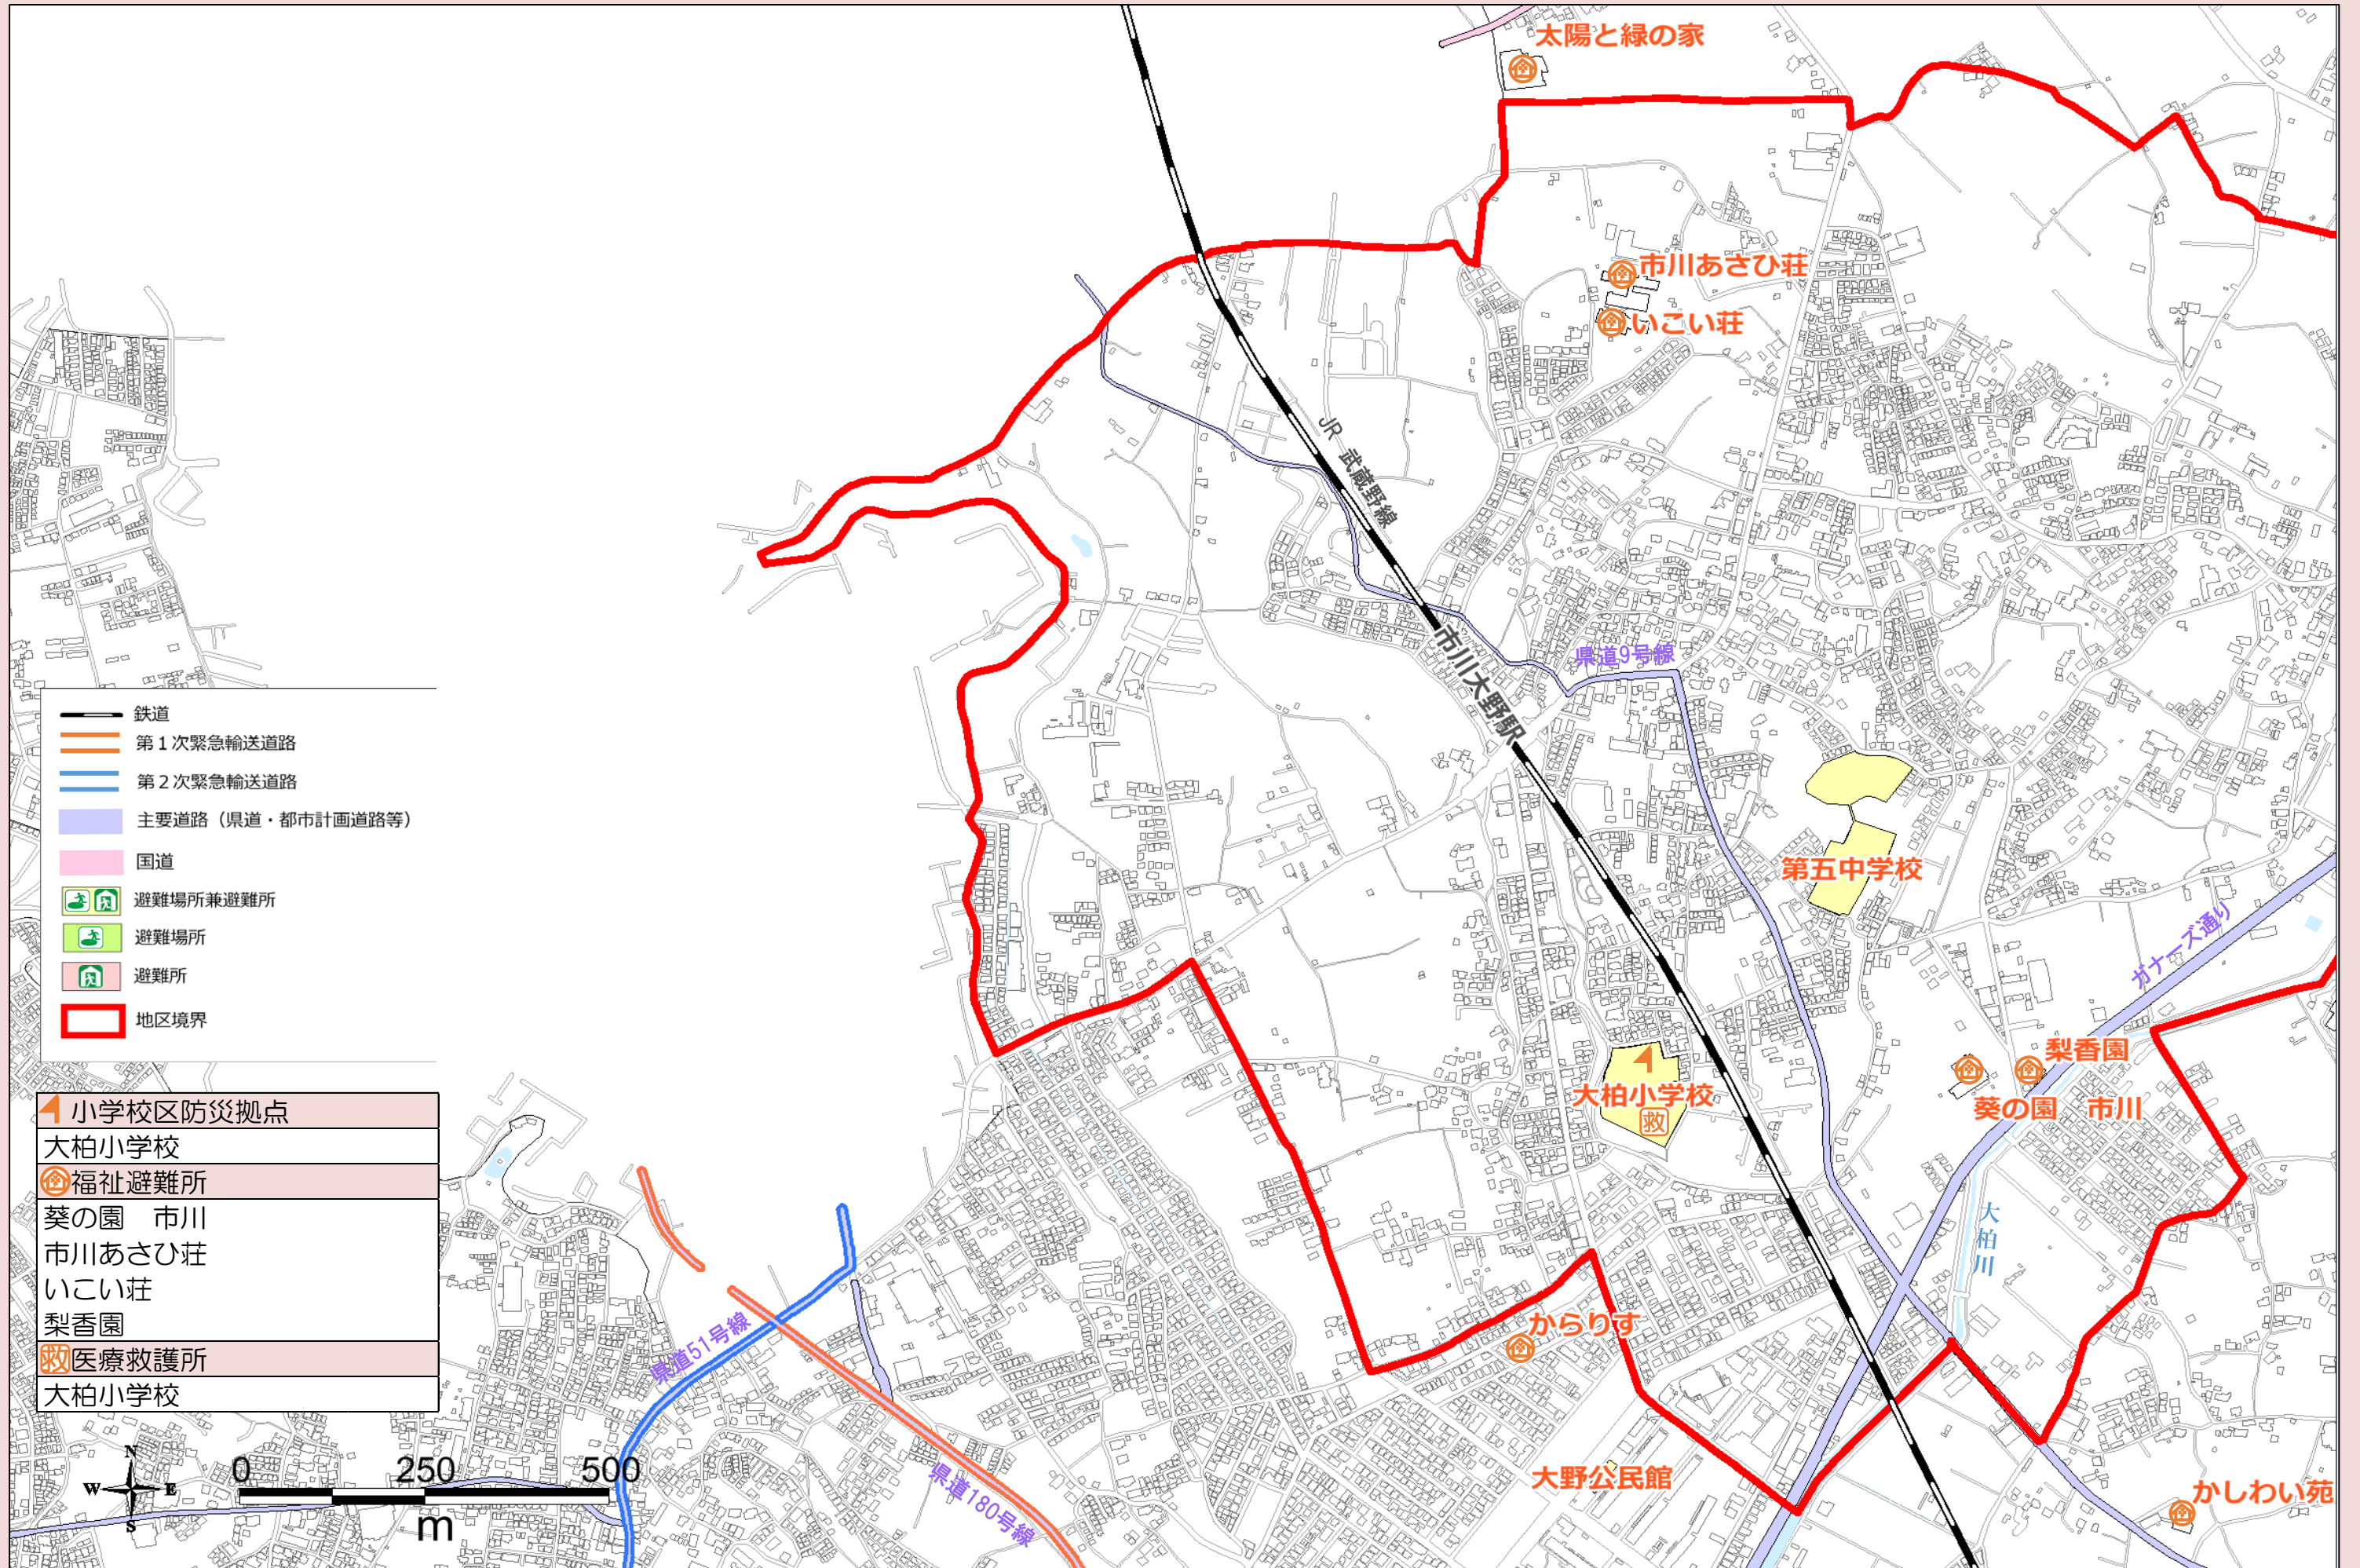 太陽と緑の家
市川あさひ荘
いこい荘
JR 武蔵野線
市川大野駅
県道9号線
第五中学校
ガナーズ通り
梨香園
葵の園 市川
大柏小学校
救
大柏川
からりす
大野公民館
かしわい苑
県道51号線
県道180号線
鉄道
第1次緊急輸送道路
第2次緊急輸送道路
主要道路(県道・都市計画道路等)
国道
避難場所兼避難所
避難場所
避難所
地区境界
小学校区防災拠点
大柏小学校
福祉避難所
葵の園 市川
市川あさひ荘
いこい荘
梨香園
救医療救護所
大柏小学校
N
W E
S
0 250 500
m